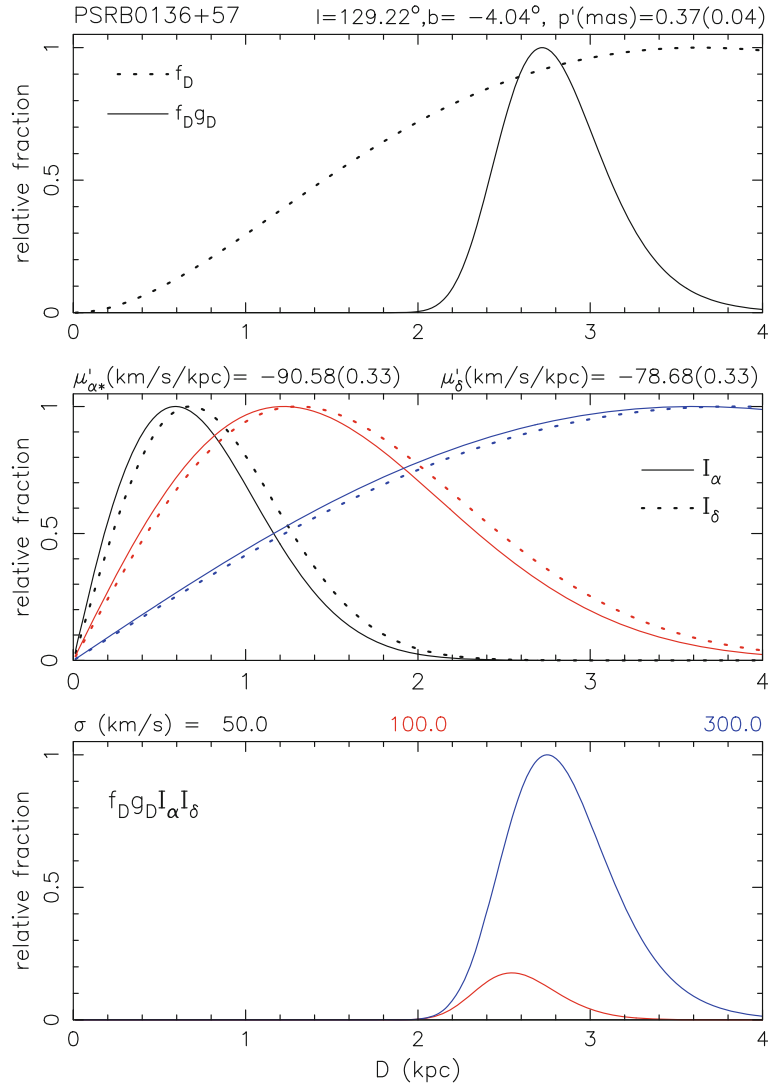 PSRB0136+57 l=129.22°,b= −4.04°, p'(mas)=0.37(0.04)
f_D
f_Dg_D
relative fraction
0 0.5 1
0 1 2 3 4
μ'_α*(km/s/kpc)= −90.58(0.33) μ'_δ(km/s/kpc)= −78.68(0.33)
I_α
I_δ
relative fraction
0 0.5 1
0 1 2 3 4
σ (km/s) = 50.0 100.0 300.0
f_Dg_DI_αI_δ
relative fraction
0 0.5 1
0 1 2 3 4
D (kpc)